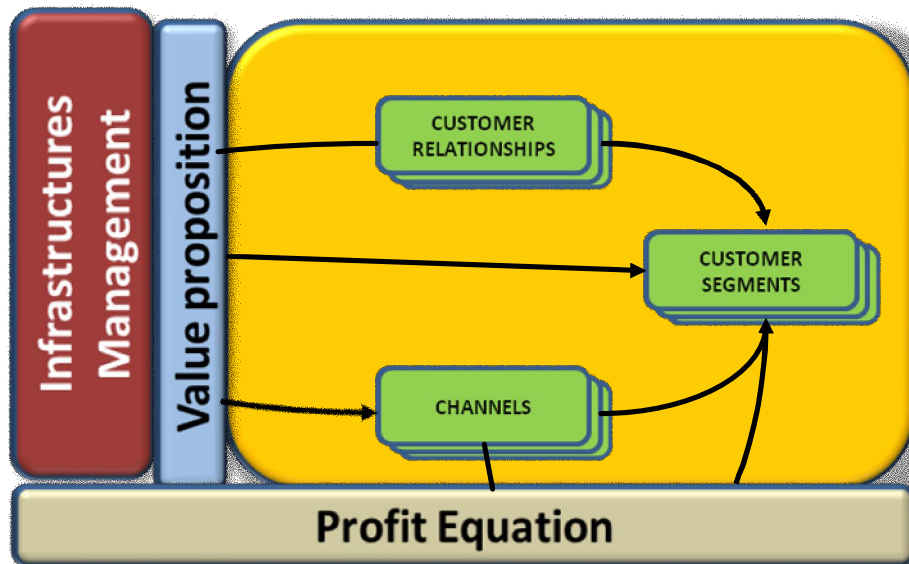 Infrastructures
Management
Value proposition
CUSTOMER
RELATIONSHIPS
CUSTOMER
SEGMENTS
CHANNELS
Profit Equation